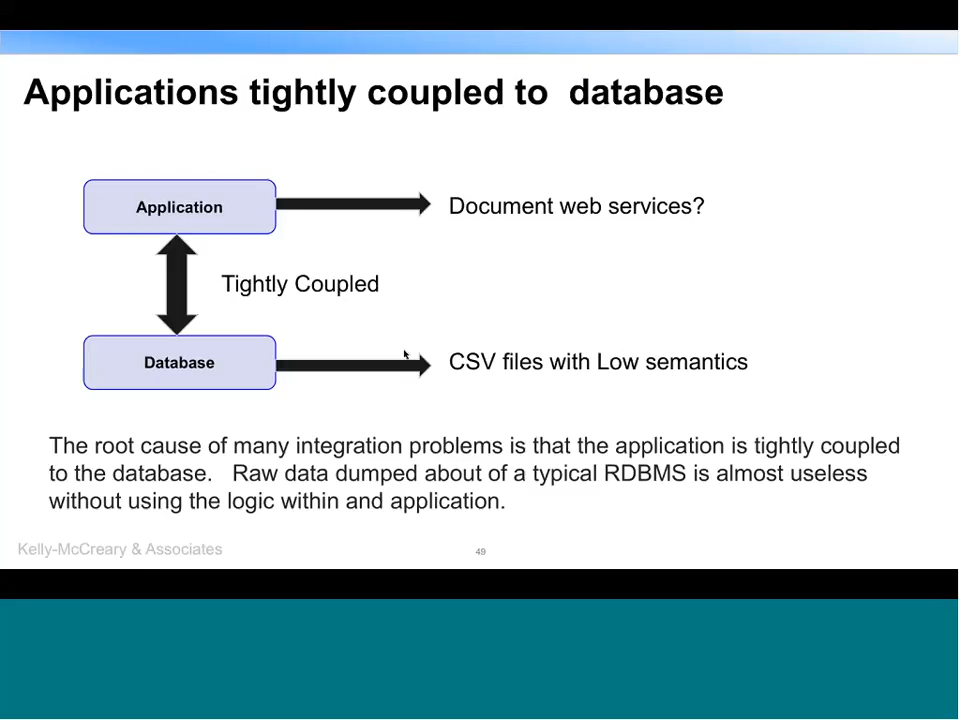 Applications tightly coupled to  database
Application
Document web services?
Tightly Coupled
Database
CSV files with Low semantics
The root cause of many integration problems is that the application is tightly coupled
to the database.   Raw data dumped about of a typical RDBMS is almost useless
without using the logic within and application.
Kelly-McCreary & Associates
49